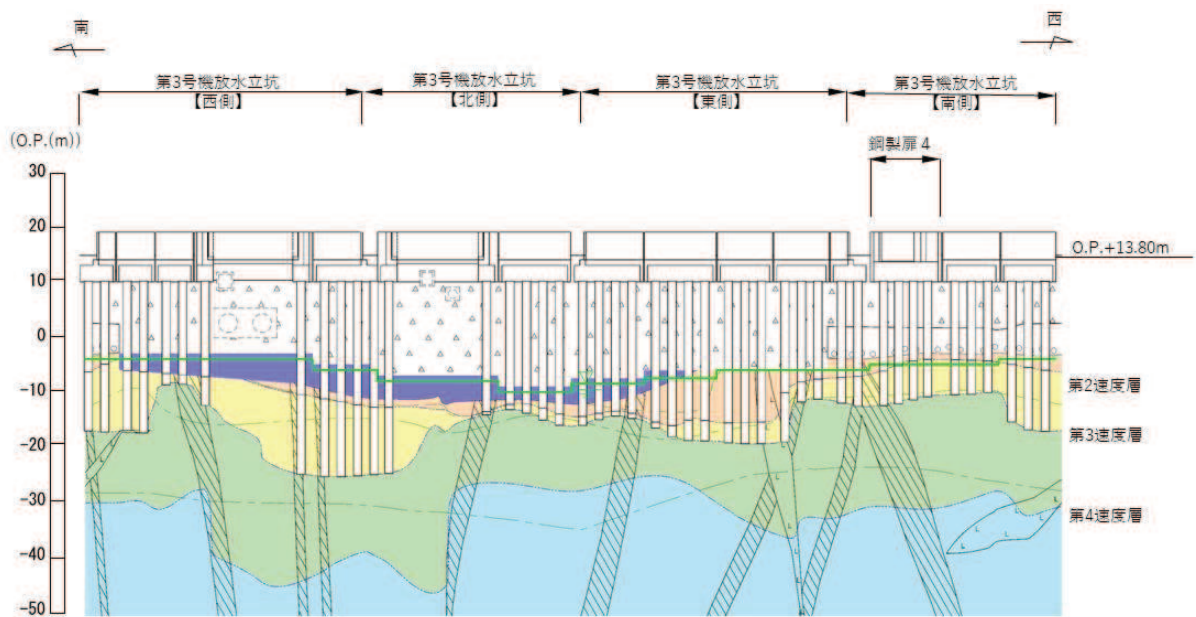 南
西
第3号機放水立坑
【西側】
第3号機放水立坑
【北側】
第3号機放水立坑
【東側】
第3号機放水立坑
【南側】
(O.P.(m))
鋼製扉4
30
20
10
0
-10
-20
-30
-40
-50
O.P.+13.80m
第2速度層
第3速度層
第4速度層